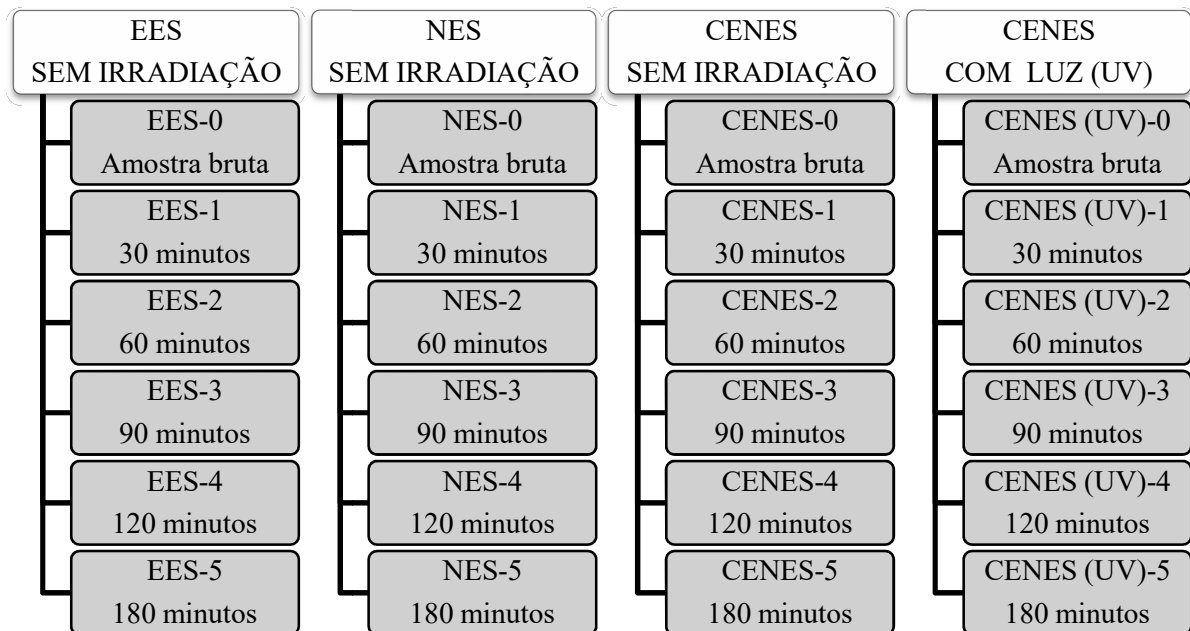 EES
SEM IRRADIAÇÃO
EES-0
Amostra bruta
EES-1
30 minutos
EES-2
60 minutos
EES-3
90 minutos
EES-4
120 minutos
EES-5
180 minutos
NES
SEM IRRADIAÇÃO
NES-0
Amostra bruta
NES-1
30 minutos
NES-2
60 minutos
NES-3
90 minutos
NES-4
120 minutos
NES-5
180 minutos
CENES
SEM IRRADIAÇÃO
CENES-0
Amostra bruta
CENES-1
30 minutos
CENES-2
60 minutos
CENES-3
90 minutos
CENES-4
120 minutos
CENES-5
180 minutos
CENES
COM LUZ (UV)
CENES (UV)-0
Amostra bruta
CENES (UV)-1
30 minutos
CENES (UV)-2
60 minutos
CENES (UV)-3
90 minutos
CENES (UV)-4
120 minutos
CENES (UV)-5
180 minutos